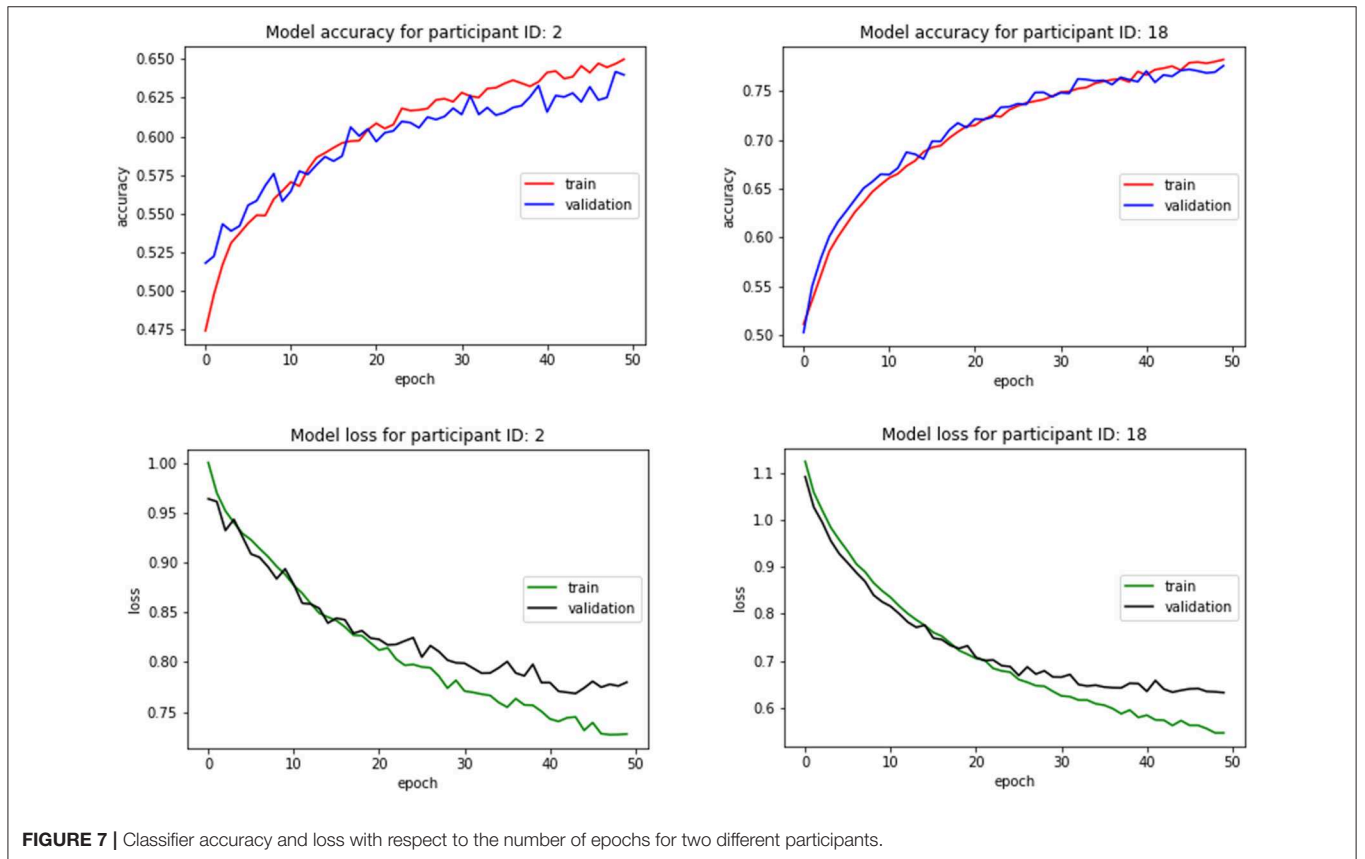 Model accuracy for participant ID: 2
0.650
0.625
0.600
0.575
0.550
0.525
0.500
0.475
accuracy
train
validation
0 10 20 30 40 50
epoch
Model accuracy for participant ID: 18
0.75
0.70
0.65
0.60
0.55
0.50
accuracy
train
validation
0 10 20 30 40 50
epoch
Model loss for participant ID: 2
1.00
0.95
0.90
0.85
0.80
0.75
loss
train
validation
0 10 20 30 40 50
epoch
Model loss for participant ID: 18
1.1
1.0
0.9
0.8
0.7
0.6
loss
train
validation
0 10 20 30 40 50
epoch
FIGURE 7 | Classifier accuracy and loss with respect to the number of epochs for two different participants.